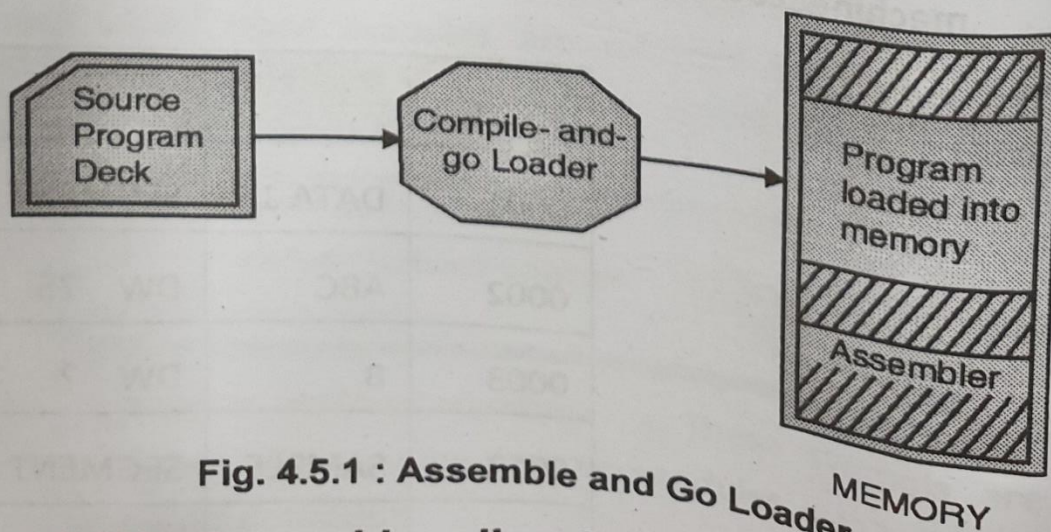 Source
Program
Deck
Compile- and-
go Loader
Program
loaded into
memory
Assembler
MEMORY
Fig. 4.5.1 : Assemble and Go Loader